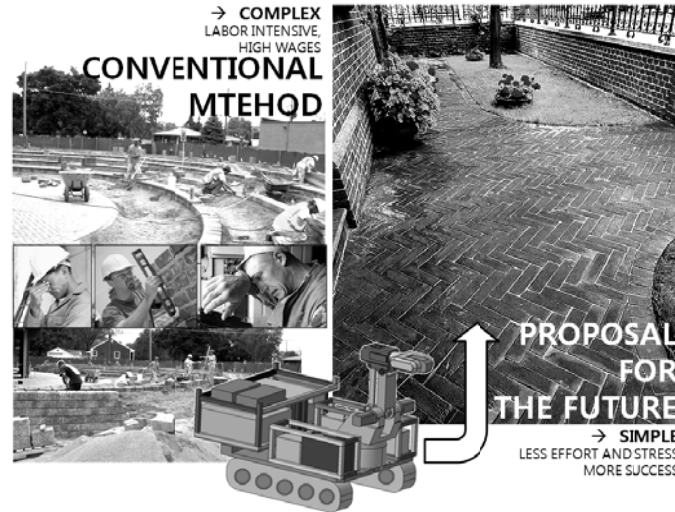 → COMPLEX
LABOR INTENSIVE,
HIGH WAGES
CONVENTIONAL
MTEHOD
PROPOSAL
FOR
THE FUTURE
→ SIMPLE
LESS EFFORT AND STRESS
MORE SUCCESS